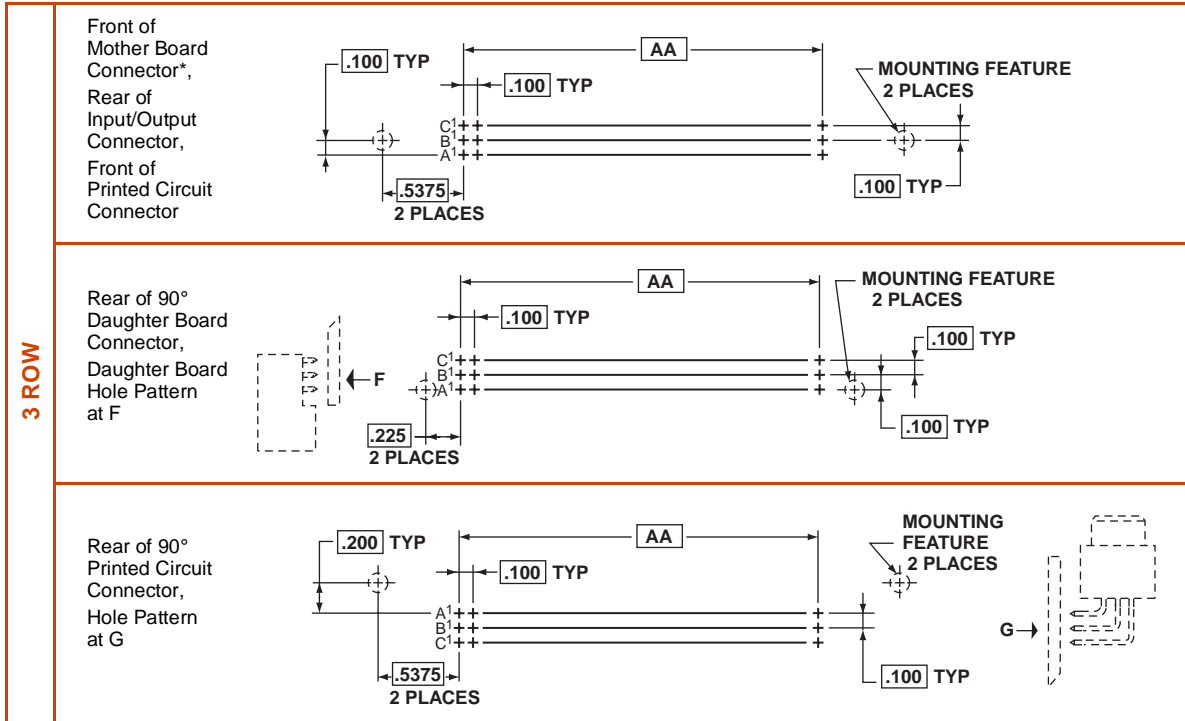 3 ROW
Front of
Mother Board
Connector*,
Rear of
Input/Output
Connector,
Front of
Printed Circuit
Connector
.100 TYP
AA
.100 TYP
MOUNTING FEATURE
2 PLACES
C1
B1
A1
.5375
2 PLACES
.100 TYP
Rear of 90°
Daughter Board
Connector,
Daughter Board
Hole Pattern
at F
F
AA
.100 TYP
MOUNTING FEATURE
2 PLACES
.100 TYP
C1
B1
A1
.225
2 PLACES
.100 TYP
Rear of 90°
Printed Circuit
Connector,
Hole Pattern
at G
.200 TYP
AA
.100 TYP
MOUNTING
FEATURE
2 PLACES
A1
B1
C1
G
.5375
2 PLACES
.100 TYP